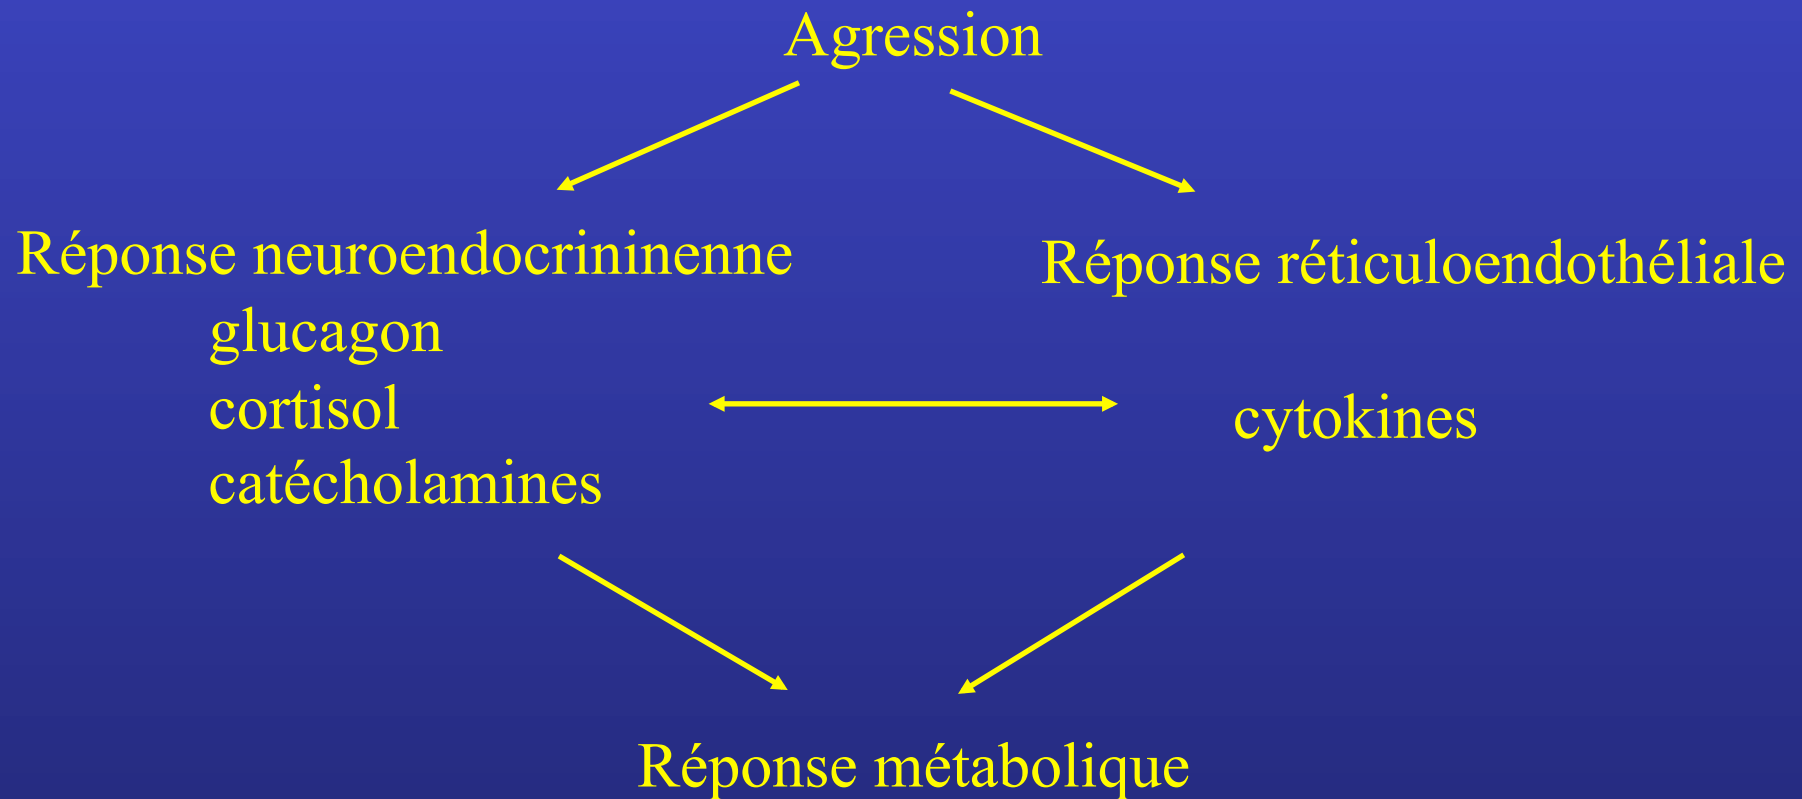 Agression
Réponse neuroendocrininenne
glucagon
cortisol
catécholamines
Réponse réticuloendothéliale
cytokines
Réponse métabolique